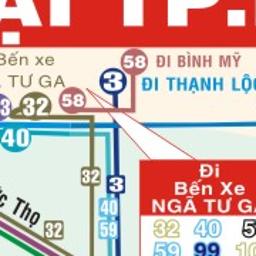 ẠI TP.
Bến xe
Ã TƯ GA
58 ĐI BÌNH MỸ
3 ĐI THẠNH LỘC
3 32 58
40
32
3
40
59
ức Thọ
32
Đi
Bến Xe
NGÃ TƯ GA
32 40 5
59 99 10